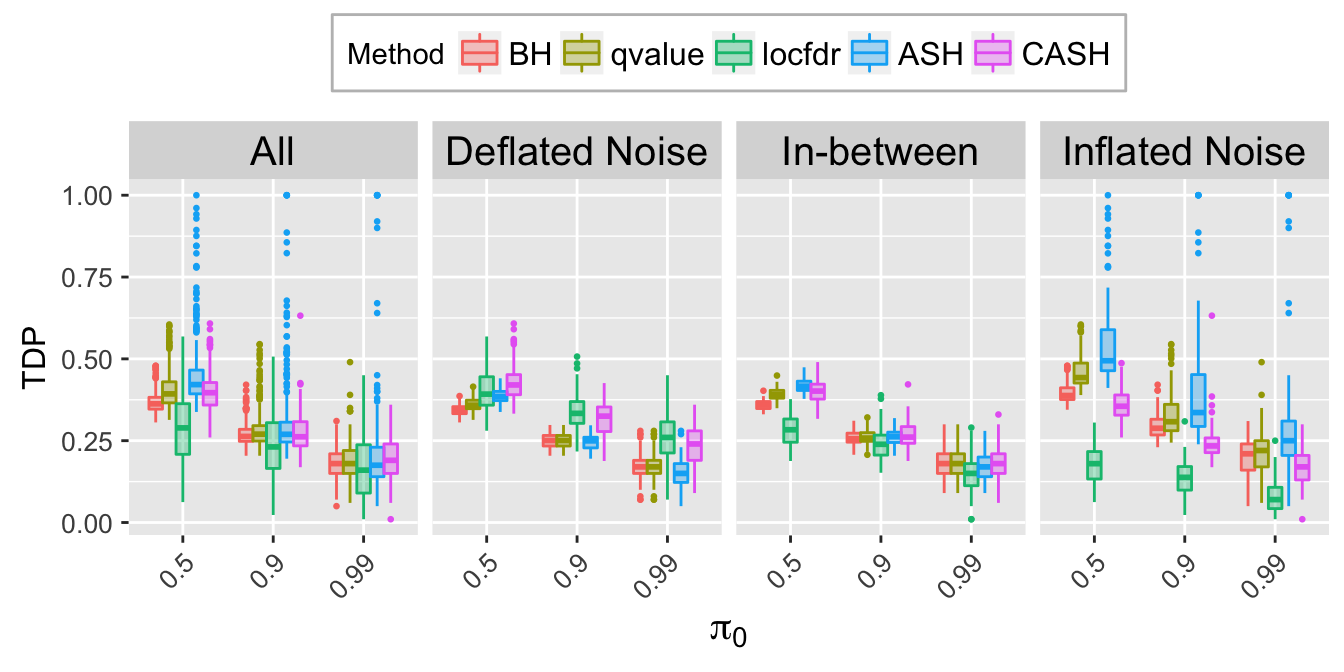 Method BH qvalue locfdr ASH CASH
All Deflated Noise In-between Inflated Noise
1.00
0.75
0.50
0.25
0.00
TDP
0.5 0.9 0.99 0.5 0.9 0.99 0.5 0.9 0.99 0.5 0.9 0.99
π₀